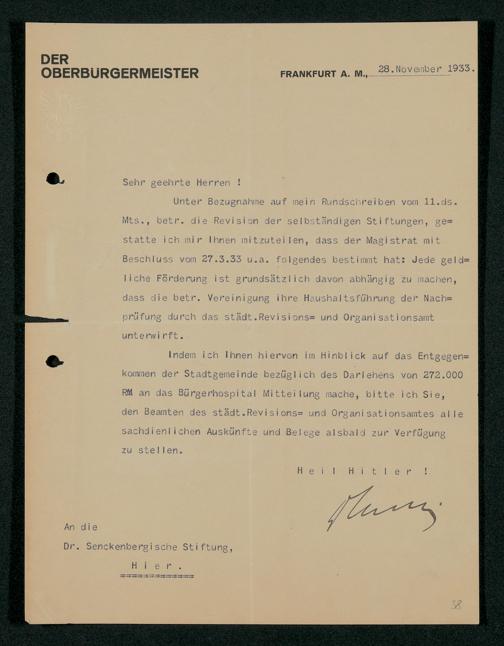 DER
OBERBÜRGERMEISTER
FRANKFURT A. M., 28.November 1933.
Sehr geehrte Herren !
Unter Bezugnahme auf mein Rundschreiben vom 11.ds.
Mts., betr. die Revision der selbständigen Stiftungen, ge=
statte ich mir Ihnen mitzuteilen, dass der Magistrat mit
Beschluss vom 27.3.33 u.a. folgendes bestimmt hat: Jede geld=
liche Förderung ist grundsätzlich davon abhängig zu machen,
dass die betr. Vereinigung ihre Haushaltsführung der Nach=
prüfung durch das städt.Revisions= und Organisationsamt
unterwirft.
Indem ich Ihnen hiervon im Hinblick auf das Entgegen=
kommen der Stadtgemeinde bezüglich des Darlehens von 272.000
RM an das Bürgerhospital Mitteilung mache, bitte ich Sie,
den Beamten des städt.Revisions= und Organisationsamtes alle
sachdienlichen Auskünfte und Belege alsbald zur Verfügung
zu stellen.
H e i l  H i t l e r !
An die
Dr. Senckenbergische Stiftung,
H i e r .
38